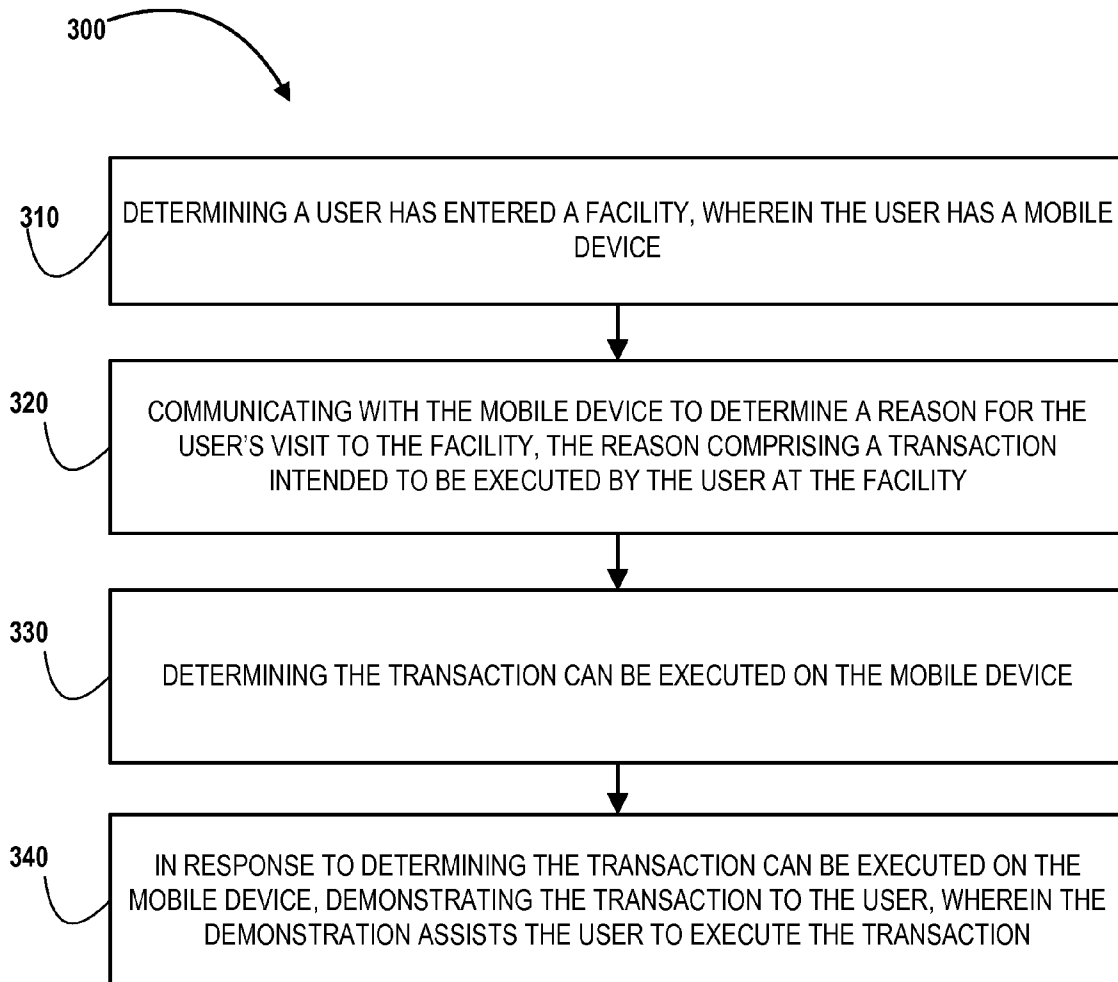 300
310
DETERMINING A USER HAS ENTERED A FACILITY, WHEREIN THE USER HAS A MOBILE
DEVICE
320
COMMUNICATING WITH THE MOBILE DEVICE TO DETERMINE A REASON FOR THE
USER'S VISIT TO THE FACILITY, THE REASON COMPRISING A TRANSACTION
INTENDED TO BE EXECUTED BY THE USER AT THE FACILITY
330
DETERMINING THE TRANSACTION CAN BE EXECUTED ON THE MOBILE DEVICE
340
IN RESPONSE TO DETERMINING THE TRANSACTION CAN BE EXECUTED ON THE
MOBILE DEVICE, DEMONSTRATING THE TRANSACTION TO THE USER, WHEREIN THE
DEMONSTRATION ASSISTS THE USER TO EXECUTE THE TRANSACTION